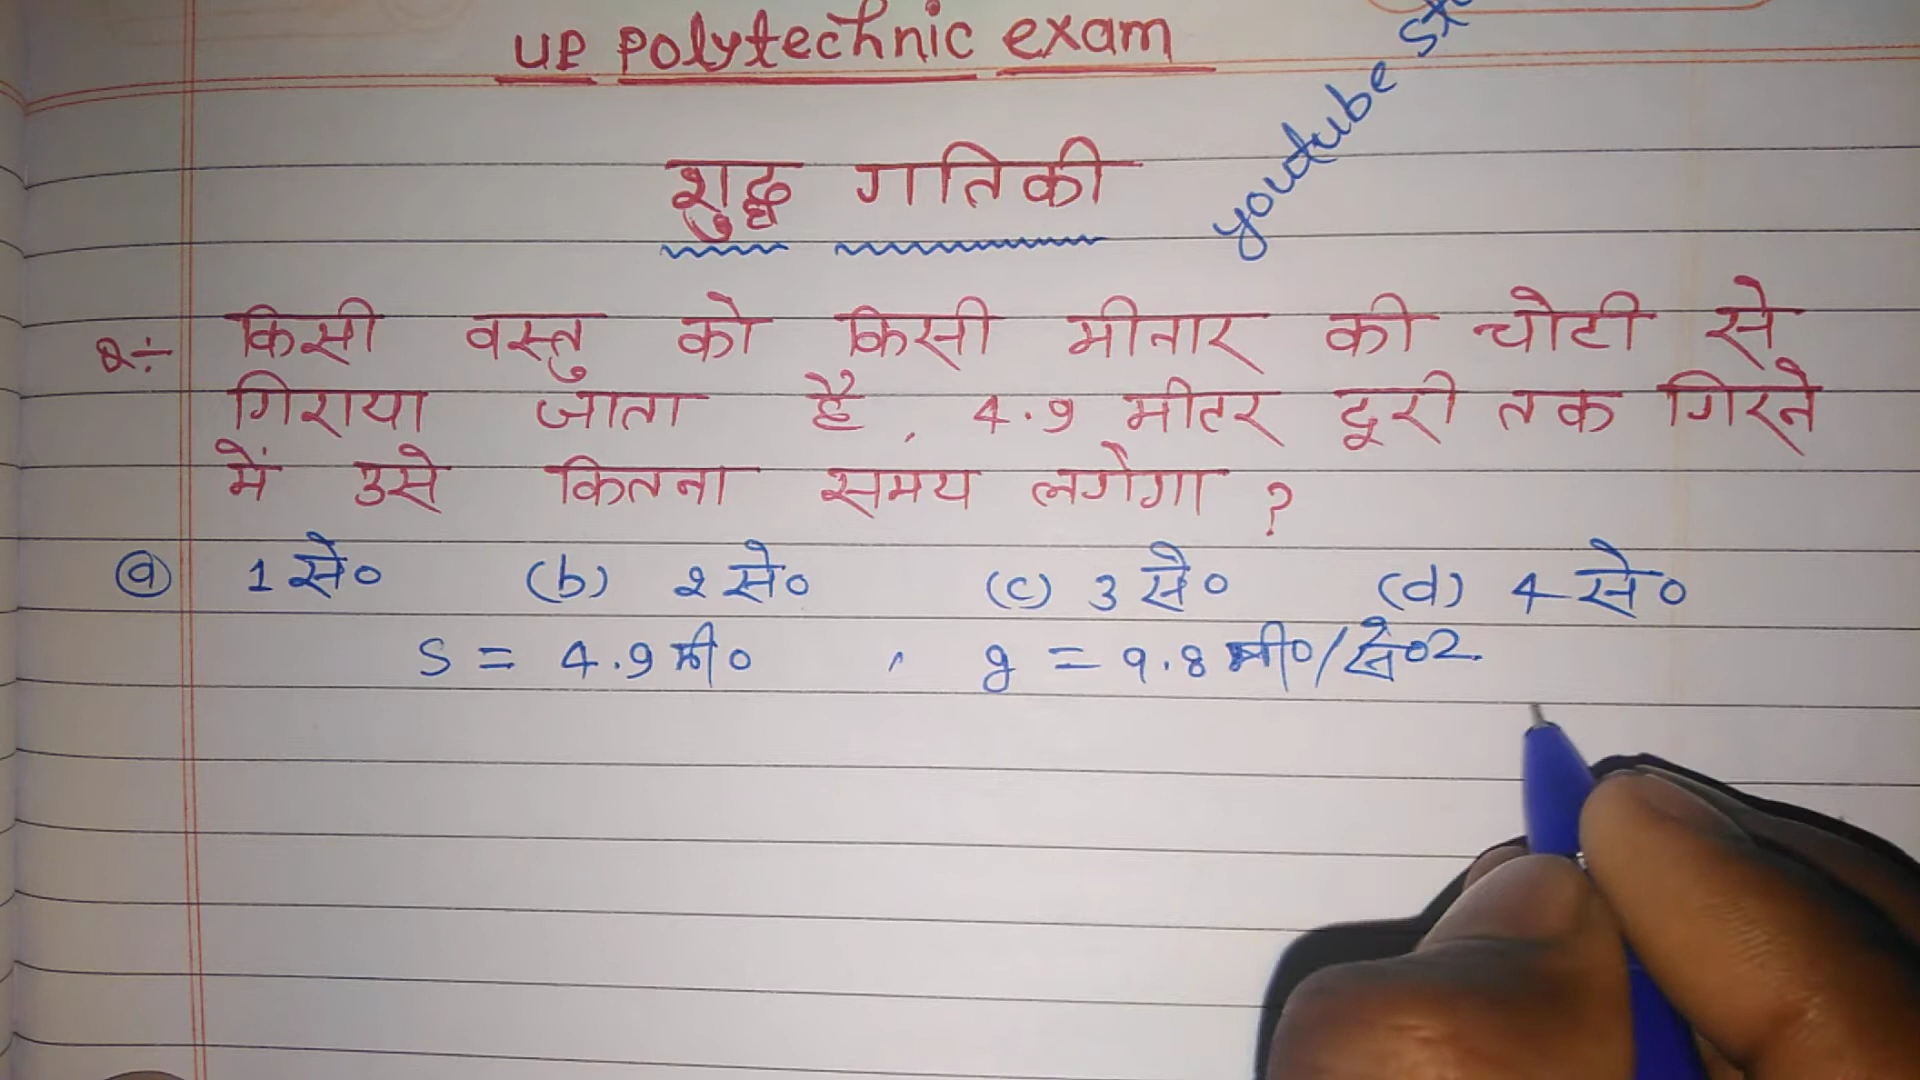 UP polytechnic exam
youtube
शुद्ध गतिकी
Q:- किसी वस्तु को किसी मीनार की चोटी से
गिराया जाता है, 4.9 मीटर दूरी तक गिरने
में उसे कितना समय लगेगा ?
(a) 1 से० (b) 2 से० (c) 3 से० (d) 4 से०
S = 4.9 मी० , g = 9.8 मी०/से०2.